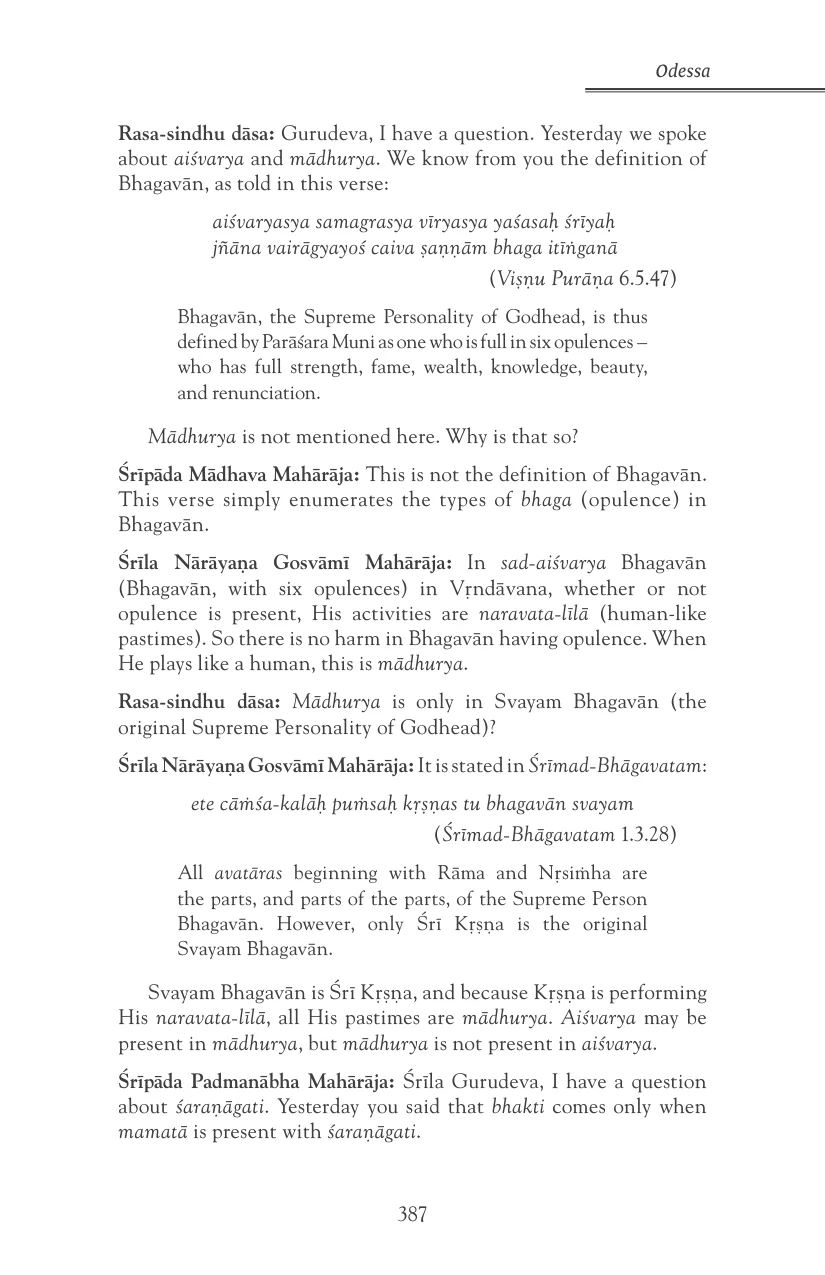 Odessa
Rasa-sindhu dāsa: Gurudeva, I have a question. Yesterday we spoke
about aiśvarya and mādhurya. We know from you the definition of
Bhagavān, as told in this verse:
aiśvaryasya samagrasya vīryasya yaśasaḥ śrīyaḥ
jñāna vairāgyayoś caiva ṣaṇṇām bhaga itīṅganā
(Viṣṇu Purāṇa 6.5.47)
Bhagavān, the Supreme Personality of Godhead, is thus
defined by Parāśara Muni as one who is full in six opulences –
who has full strength, fame, wealth, knowledge, beauty,
and renunciation.
Mādhurya is not mentioned here. Why is that so?
Śrīpāda Mādhava Mahārāja: This is not the definition of Bhagavān.
This verse simply enumerates the types of bhaga (opulence) in
Bhagavān.
Śrīla Nārāyaṇa Gosvāmī Mahārāja: In sad-aiśvarya Bhagavān
(Bhagavān, with six opulences) in Vṛndāvana, whether or not
opulence is present, His activities are naravata-līlā (human-like
pastimes). So there is no harm in Bhagavān having opulence. When
He plays like a human, this is mādhurya.
Rasa-sindhu dāsa: Mādhurya is only in Svayam Bhagavān (the
original Supreme Personality of Godhead)?
Śrīla Nārāyaṇa Gosvāmī Mahārāja: It is stated in Śrīmad-Bhāgavatam:
ete cāṁśa-kalāḥ puṁsaḥ kṛṣṇas tu bhagavān svayam
(Śrīmad-Bhāgavatam 1.3.28)
All avatāras beginning with Rāma and Nṛsiṁha are
the parts, and parts of the parts, of the Supreme Person
Bhagavān. However, only Śrī Kṛṣṇa is the original
Svayam Bhagavān.
Svayam Bhagavān is Śrī Kṛṣṇa, and because Kṛṣṇa is performing
His naravata-līlā, all His pastimes are mādhurya. Aiśvarya may be
present in mādhurya, but mādhurya is not present in aiśvarya.
Śrīpāda Padmanābha Mahārāja: Śrīla Gurudeva, I have a question
about śaraṇāgati. Yesterday you said that bhakti comes only when
mamatā is present with śaraṇāgati.
387